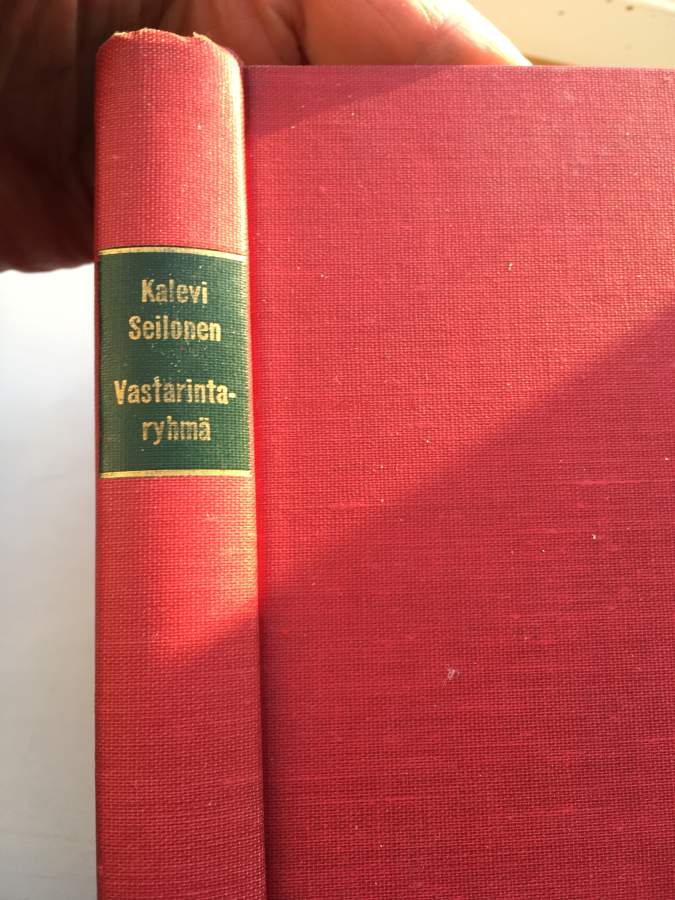 Kalevi
Seilonen
Vastarinta-
ryhmä